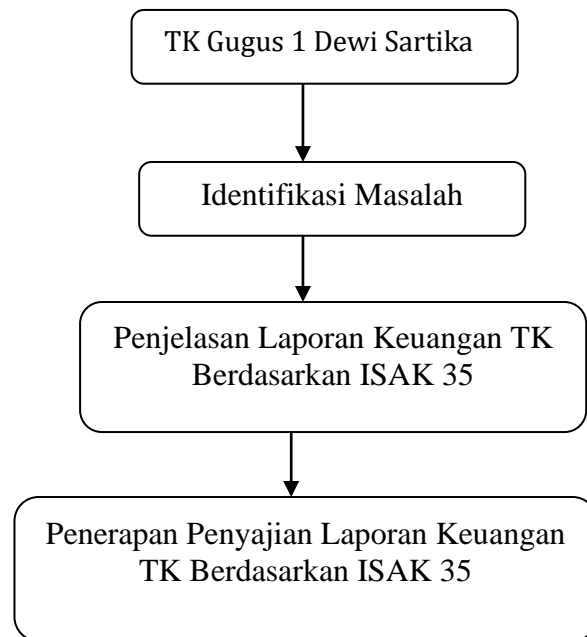 TK Gugus 1 Dewi Sartika
Identifikasi Masalah
Penjelasan Laporan Keuangan TK
Berdasarkan ISAK 35
Penerapan Penyajian Laporan Keuangan
TK Berdasarkan ISAK 35